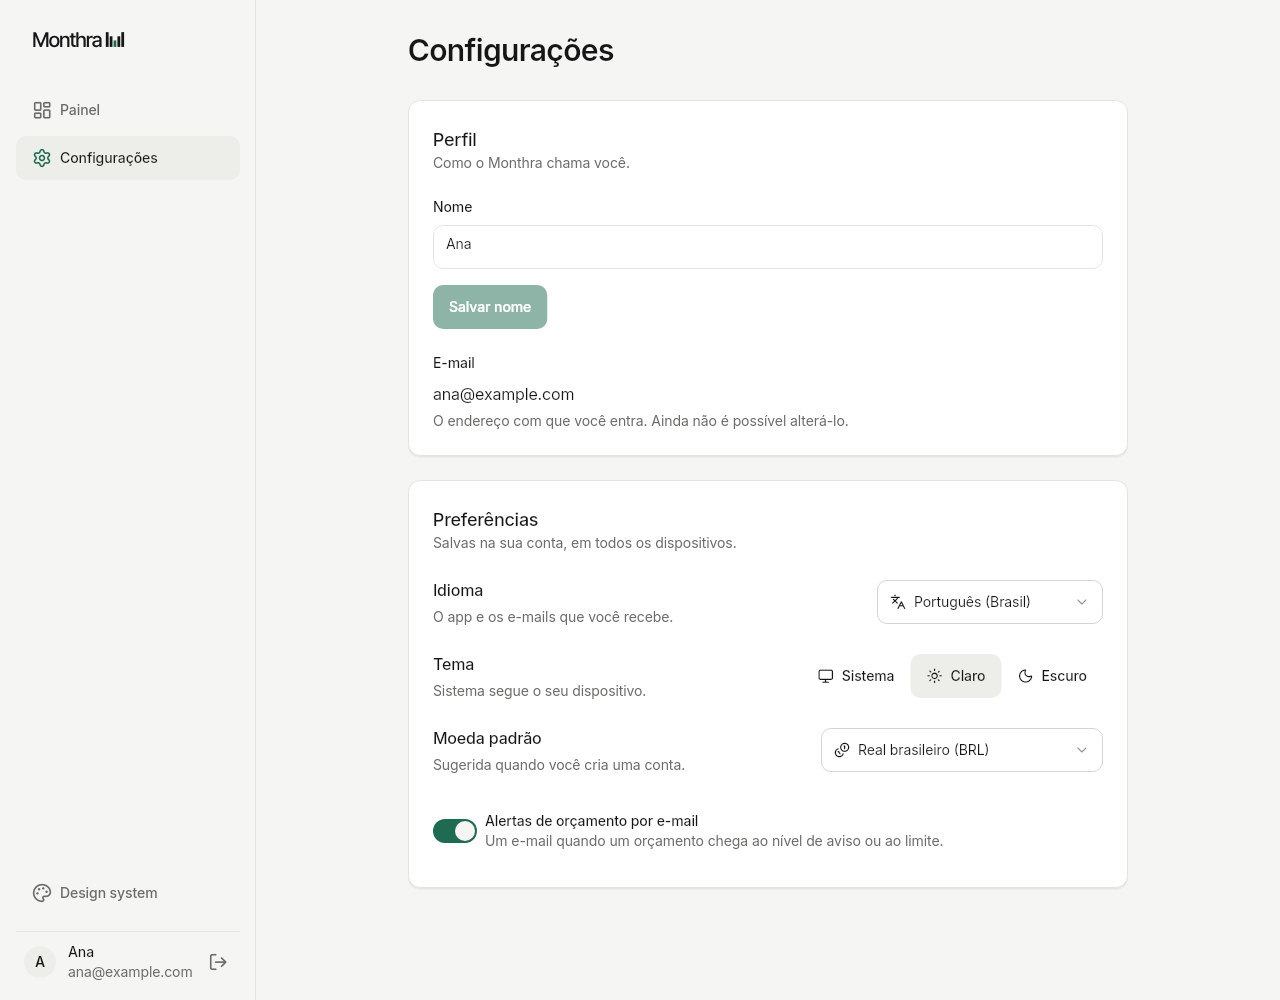 Monthra
Painel
Configurações
Design system
A
Ana
ana@example.com
Configurações
Perfil
Como o Monthra chama você.
Nome
Ana
Salvar nome
E-mail
ana@example.com
O endereço com que você entra. Ainda não é possível alterá-lo.
Preferências
Salvas na sua conta, em todos os dispositivos.
Idioma
O app e os e-mails que você recebe.
Português (Brasil)
Tema
Sistema segue o seu dispositivo.
Sistema
Claro
Escuro
Moeda padrão
Sugerida quando você cria uma conta.
Real brasileiro (BRL)
Alertas de orçamento por e-mail
Um e-mail quando um orçamento chega ao nível de aviso ou ao limite.